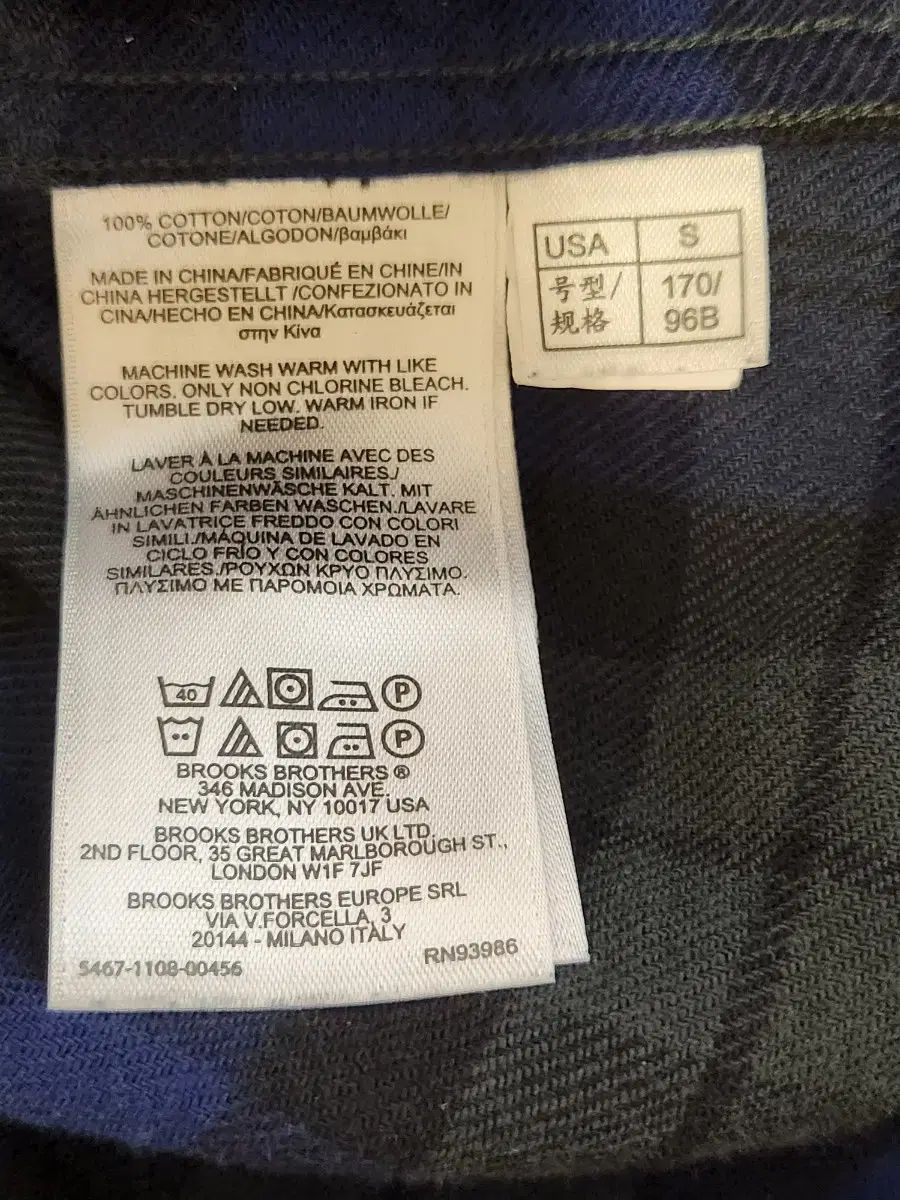 100% COTTON/COTON/BAUMWOLLE/
COTONE/ALGODON/βαμβάκι
MADE IN CHINA/FABRIQUÉ EN CHINE/IN
CHINA HERGESTELLT /CONFEZIONATO IN
CINA/HECHO EN CHINA/Κατασκευάζεται
στην Κίνα
MACHINE WASH WARM WITH LIKE
COLORS. ONLY NON CHLORINE BLEACH.
TUMBLE DRY LOW. WARM IRON IF
NEEDED.
LAVER À LA MACHINE AVEC DES
COULEURS SIMILAIRES./
MASCHINENWÄSCHE KALT. MIT
ÄHNLICHEN FARBEN WASCHEN./LAVARE
IN LAVATRICE FREDDO CON COLORI
SIMILI./MÁQUINA DE LAVADO EN
CICLO FRÍO Y CON COLORES
SIMILARES./ΡΟΥΧΩΝ ΚΡΥΟ ΠΛΥΣΙΜΟ.
ΠΛΥΣΙΜΟ ΜΕ ΠΑΡΟΜΟΙΑ ΧΡΩΜΑΤΑ.
40 P
P
BROOKS BROTHERS ®
346 MADISON AVE.
NEW YORK, NY 10017 USA
BROOKS BROTHERS UK LTD.
2ND FLOOR, 35 GREAT MARLBOROUGH ST.,
LONDON W1F 7JF
BROOKS BROTHERS EUROPE SRL
VIA V.FORCELLA, 3
20144 - MILANO ITALY
5467-1108-00456 RN93986
USA S
号型/ 170/
规格 96B